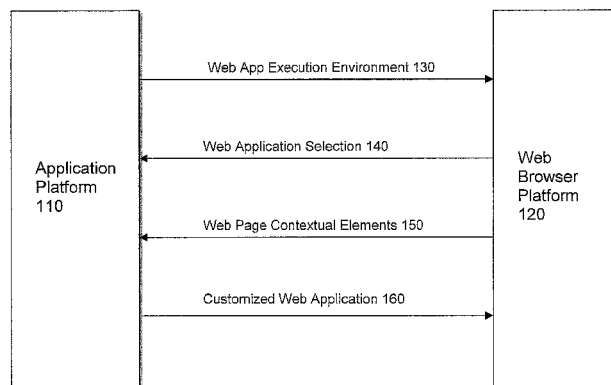 Web App Execution Environment 130
Web Application Selection 140
Application
Platform
110
Web
Browser
Platform
120
Web Page Contextual Elements 150
Customized Web Application 160